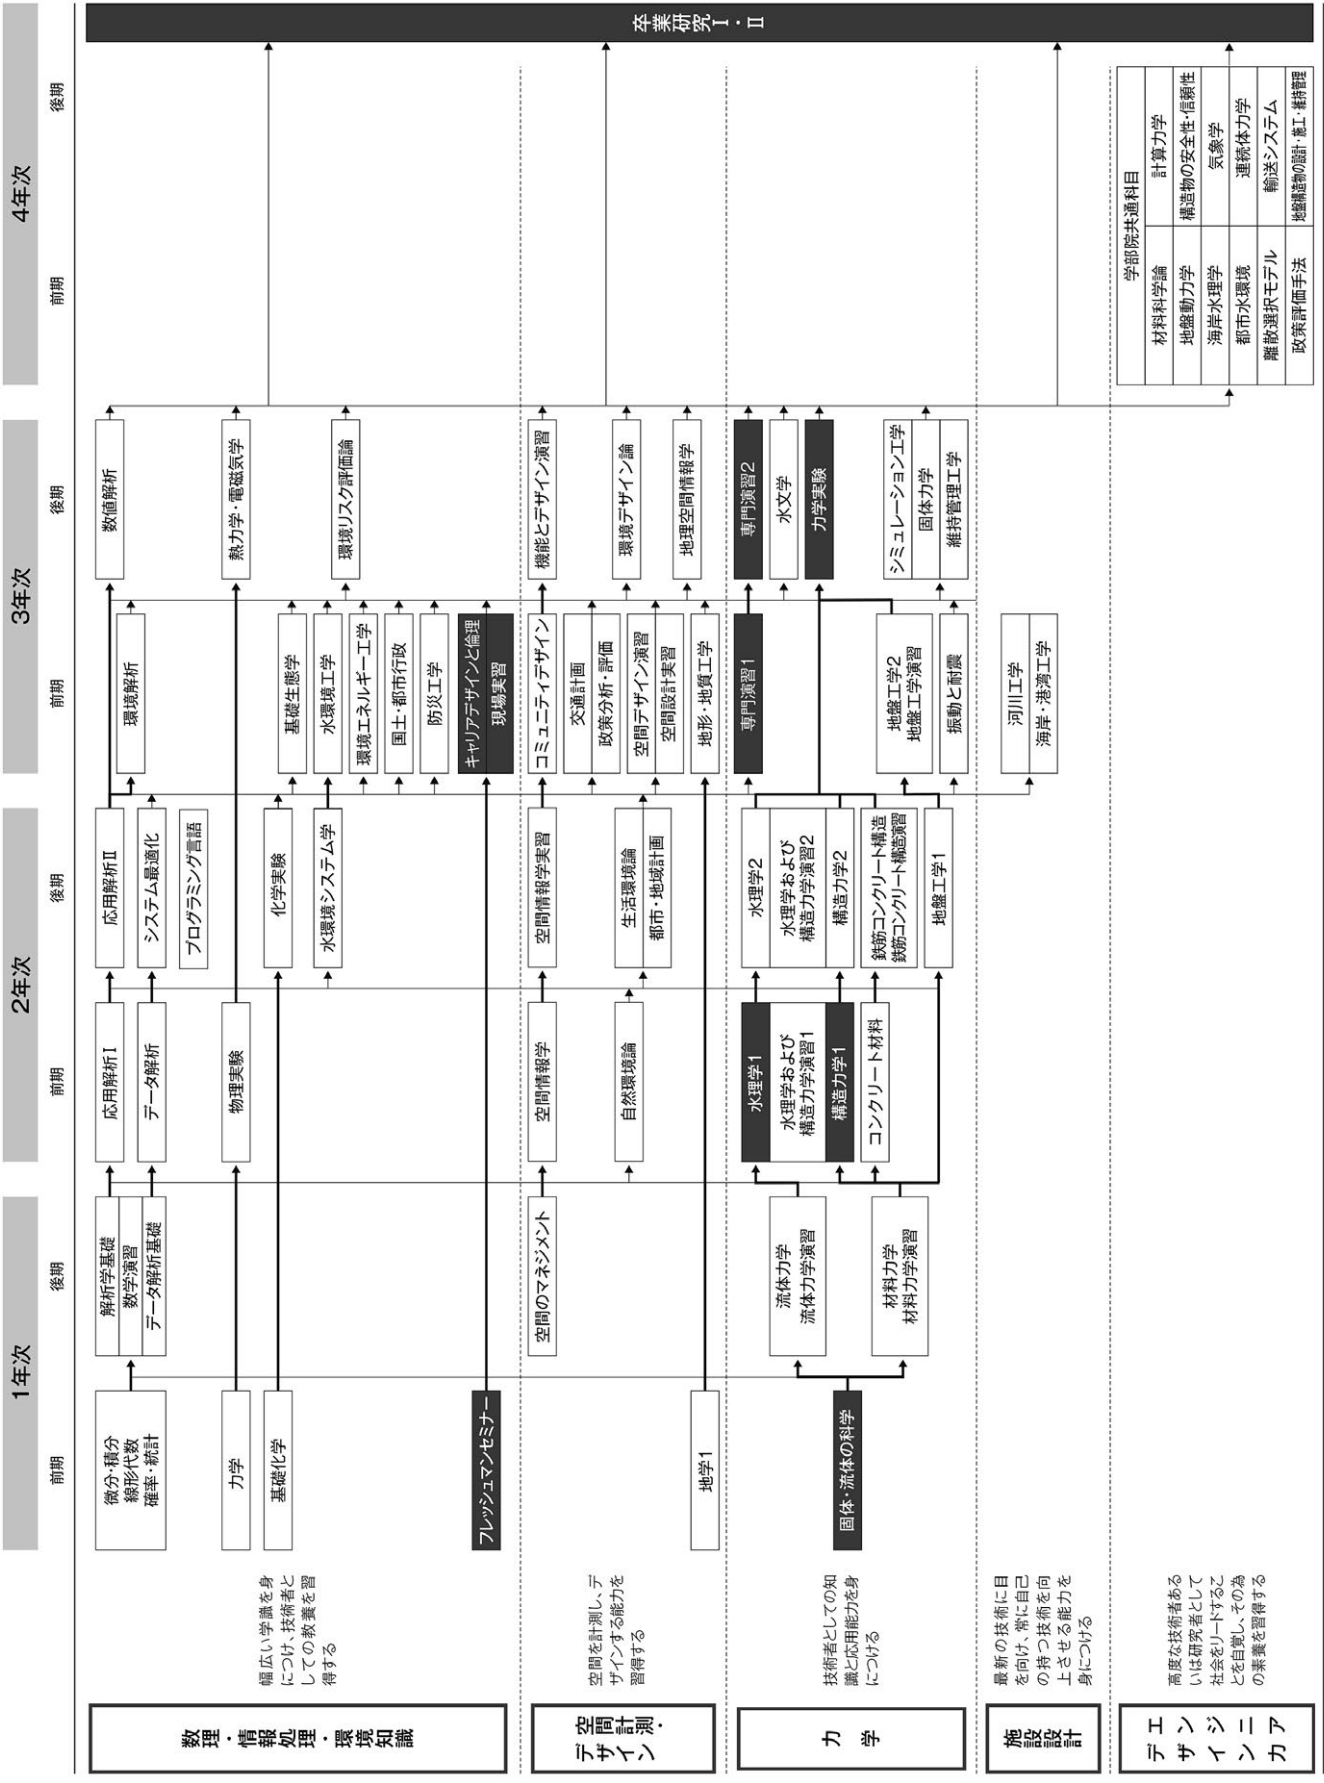 1年次
2年次
3年次
4年次
前期
後期
前期
後期
前期
後期
前期
後期
数理・情報
処理・環境
知識
幅広い学識を身
につけ、技術者と
しての教養を習
得する
微分・積分
線形代数
確率・統計
力学
基礎化学
フレッシュマンセミナー
解析学基礎
数学演習
データ解析基礎
応用解析Ⅰ
データ解析
物理実験
応用解析Ⅱ
システム最適化
プログラミング言語
化学実験
水環境システム学
環境解析
基礎生態学
水環境工学
環境エネルギー工学
国土・都市行政
防災工学
キャリアデザインと倫理
現場実習
数値解析
熱力学・電磁気学
環境リスク評価論
空間計測・
デザイン
空間を計測し、デ
ザインする能力を
習得する
地学1
空間のマネジメント
空間情報学
自然環境論
空間情報学実習
生活環境論
都市・地域計画
コミュニティデザイン
交通計画
政策分析・評価
空間デザイン演習
空間設計実習
地形・地質工学
機能とデザイン演習
環境デザイン論
地理空間情報学
力学
技術者としての知
識と応用能力を身
につける
固体・流体の科学
流体力学
流体力学演習
材料力学
材料力学演習
水理学1
水理学および
構造力学演習1
構造力学1
コンクリート材料
水理学2
水理学および
構造力学演習2
構造力学2
鉄筋コンクリート構造
鉄筋コンクリート構造演習
地盤工学1
専門演習1
地盤工学2
地盤工学演習
振動と耐震
専門演習2
水文学
力学実験
シミュレーション工学
固体力学
維持管理工学
施設設計
最新の技術に目
を向け、常に自己
の持つ技術を向
上させる能力を
身につける
河川工学
海岸・港湾工学
デザイン
エンジニア
力
高度な技術者ある
いは研究者として
社会をリードするこ
とを自覚し、その為
の素養を習得する
学部院共通科目
材料科学論
計算力学
地盤動力学
構造物の安全性・信頼性
海岸水理学
気象学
都市水環境
連続体力学
離散選択モデル
輸送システム
政策評価手法
地盤構造物の設計・施工・維持管理
卒業研究Ⅰ・Ⅱ